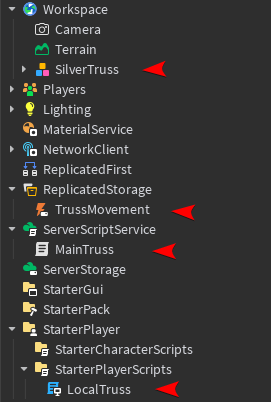 Workspace
Camera
Terrain
SilverTruss
Players
Lighting
MaterialService
NetworkClient
ReplicatedFirst
ReplicatedStorage
TrussMovement
ServerScriptService
MainTruss
ServerStorage
StarterGui
StarterPack
StarterPlayer
StarterCharacterScripts
StarterPlayerScripts
LocalTruss